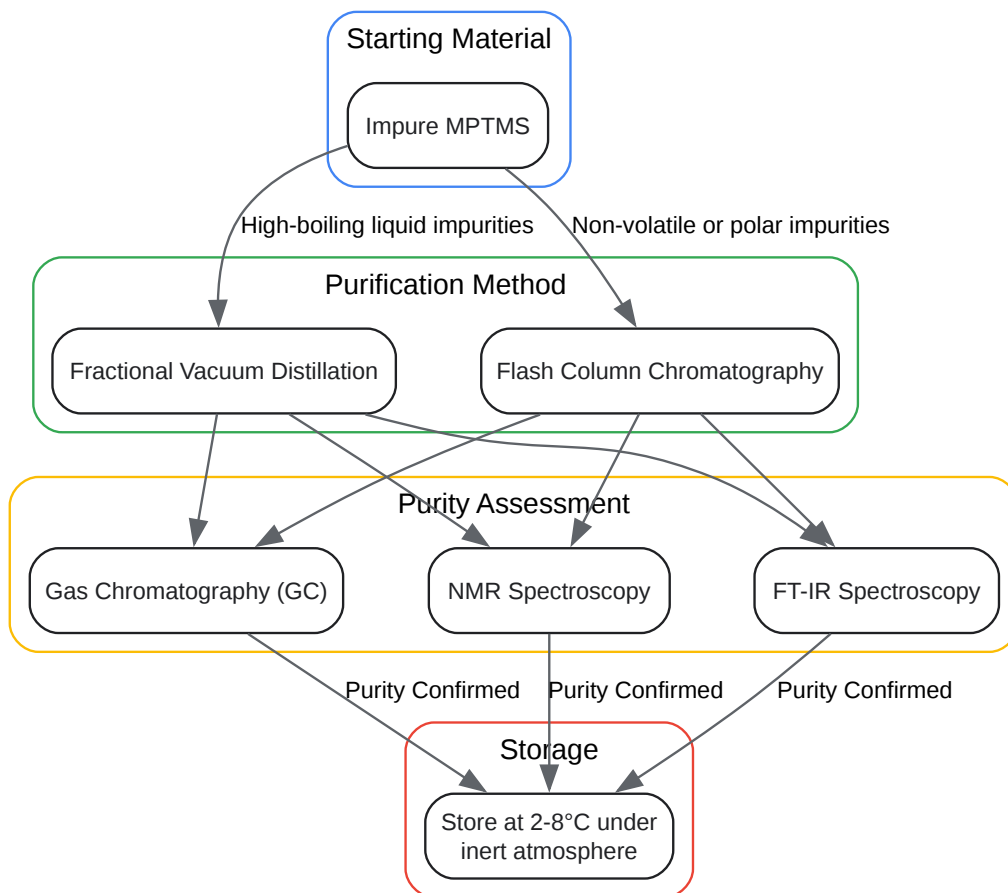 Starting Material
Impure MPTMS
High-boiling liquid impurities
Non-volatile or polar impurities
Purification Method
Fractional Vacuum Distillation
Flash Column Chromatography
Purity Assessment
Gas Chromatography (GC)
NMR Spectroscopy
FT-IR Spectroscopy
Purity Confirmed
Purity Confirmed
Purity Confirmed
Storage
Store at 2-8°C under
inert atmosphere